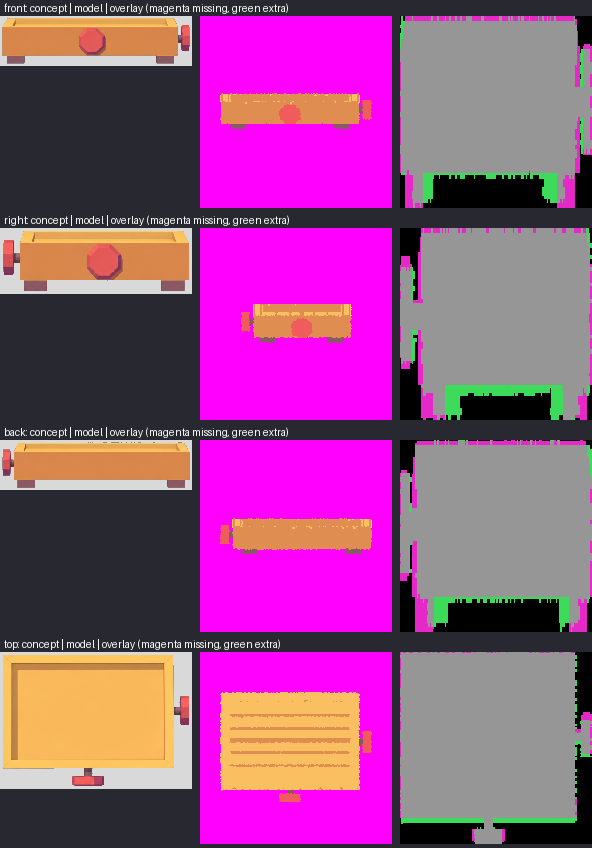 front: concept | model | overlay (magenta missing, green extra)
right: concept | model | overlay (magenta missing, green extra)
back: concept | model | overlay (magenta missing, green extra)
top: concept | model | overlay (magenta missing, green extra)